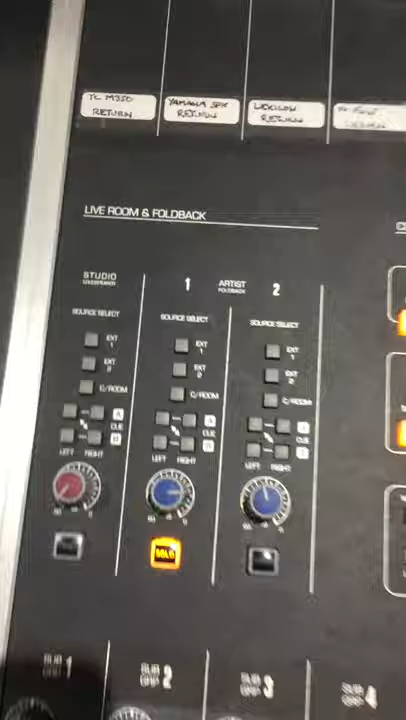 TC M350
RETURN
YAMAHA SPX
RETURN
LEXICON
RETURN
LIVE ROOM & FOLDBACK
STUDIO
LOUDSPEAKER
1
ARTIST
FOLDBACK
2
SOURCE SELECT
SOURCE SELECT
SOURCE SELECT
EXT
1
EXT
1
EXT
1
EXT
2
EXT
2
EXT
2
C/ROOM
C/ROOM
C/ROOM
A
CUE
B
CUE
CUE
LEFT RIGHT
LEFT RIGHT
LEFT RIGHT
SUB
GRP 1
SUB
GRP 2
SUB
GRP 3
SUB
GRP 4